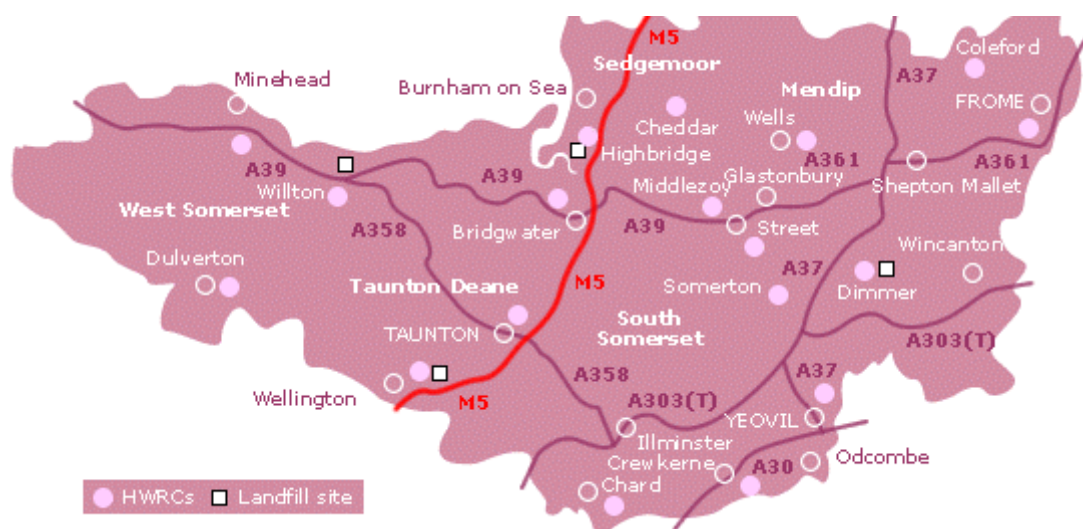 M5
Coleford
Sedgemoor
A37
Minehead
Burnham on Sea
Mendip
FROME
Cheddar
Wells
Highbridge
A361
A361
A39
A39
Willton
Middlezoy
Glastonbury
Shepton Mallet
West Somerset
A358
Bridgwater
A39
Street
Wincanton
Dulverton
A37
M5
Taunton Deane
Somerton
Dimmer
TAUNTON
South
Somerset
A303(T)
A358
A37
Wellington
M5
A303(T)
YEOVIL
Illminster
Crewkerne
A30
Odcombe
Chard
HWRCs
Landfill site